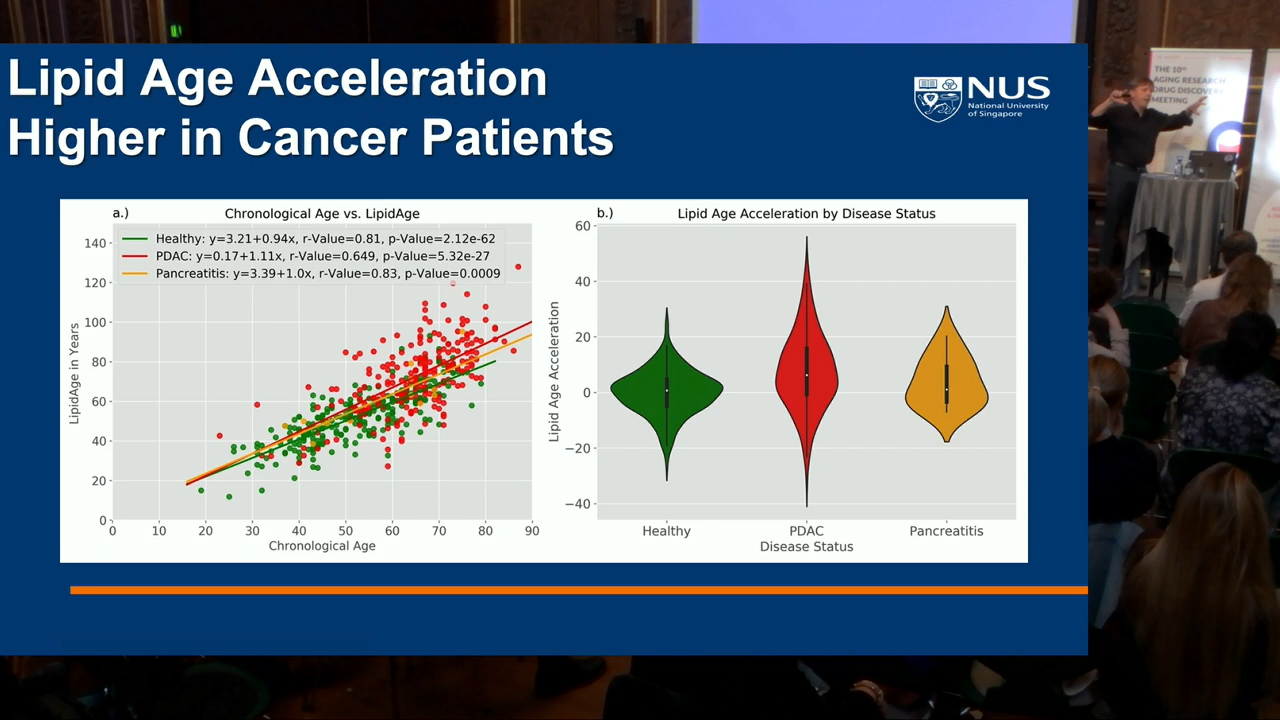 Lipid Age Acceleration
Higher in Cancer Patients
NUS
National University
of Singapore
THE 10th
AGING RESEARCH
DRUG DISCOVERY
MEETING
a.)
Chronological Age vs. LipidAge
Healthy: y=3.21+0.94x, r-Value=0.81, p-Value=2.12e-62
PDAC: y=0.17+1.11x, r-Value=0.649, p-Value=5.32e-27
Pancreatitis: y=3.39+1.0x, r-Value=0.83, p-Value=0.0009
LipidAge in Years
140
120
100
80
60
40
20
0
0 10 20 30 40 50 60 70 80 90
Chronological Age
b.)
Lipid Age Acceleration by Disease Status
Lipid Age Acceleration
60
40
20
0
−20
−40
Healthy PDAC Pancreatitis
Disease Status